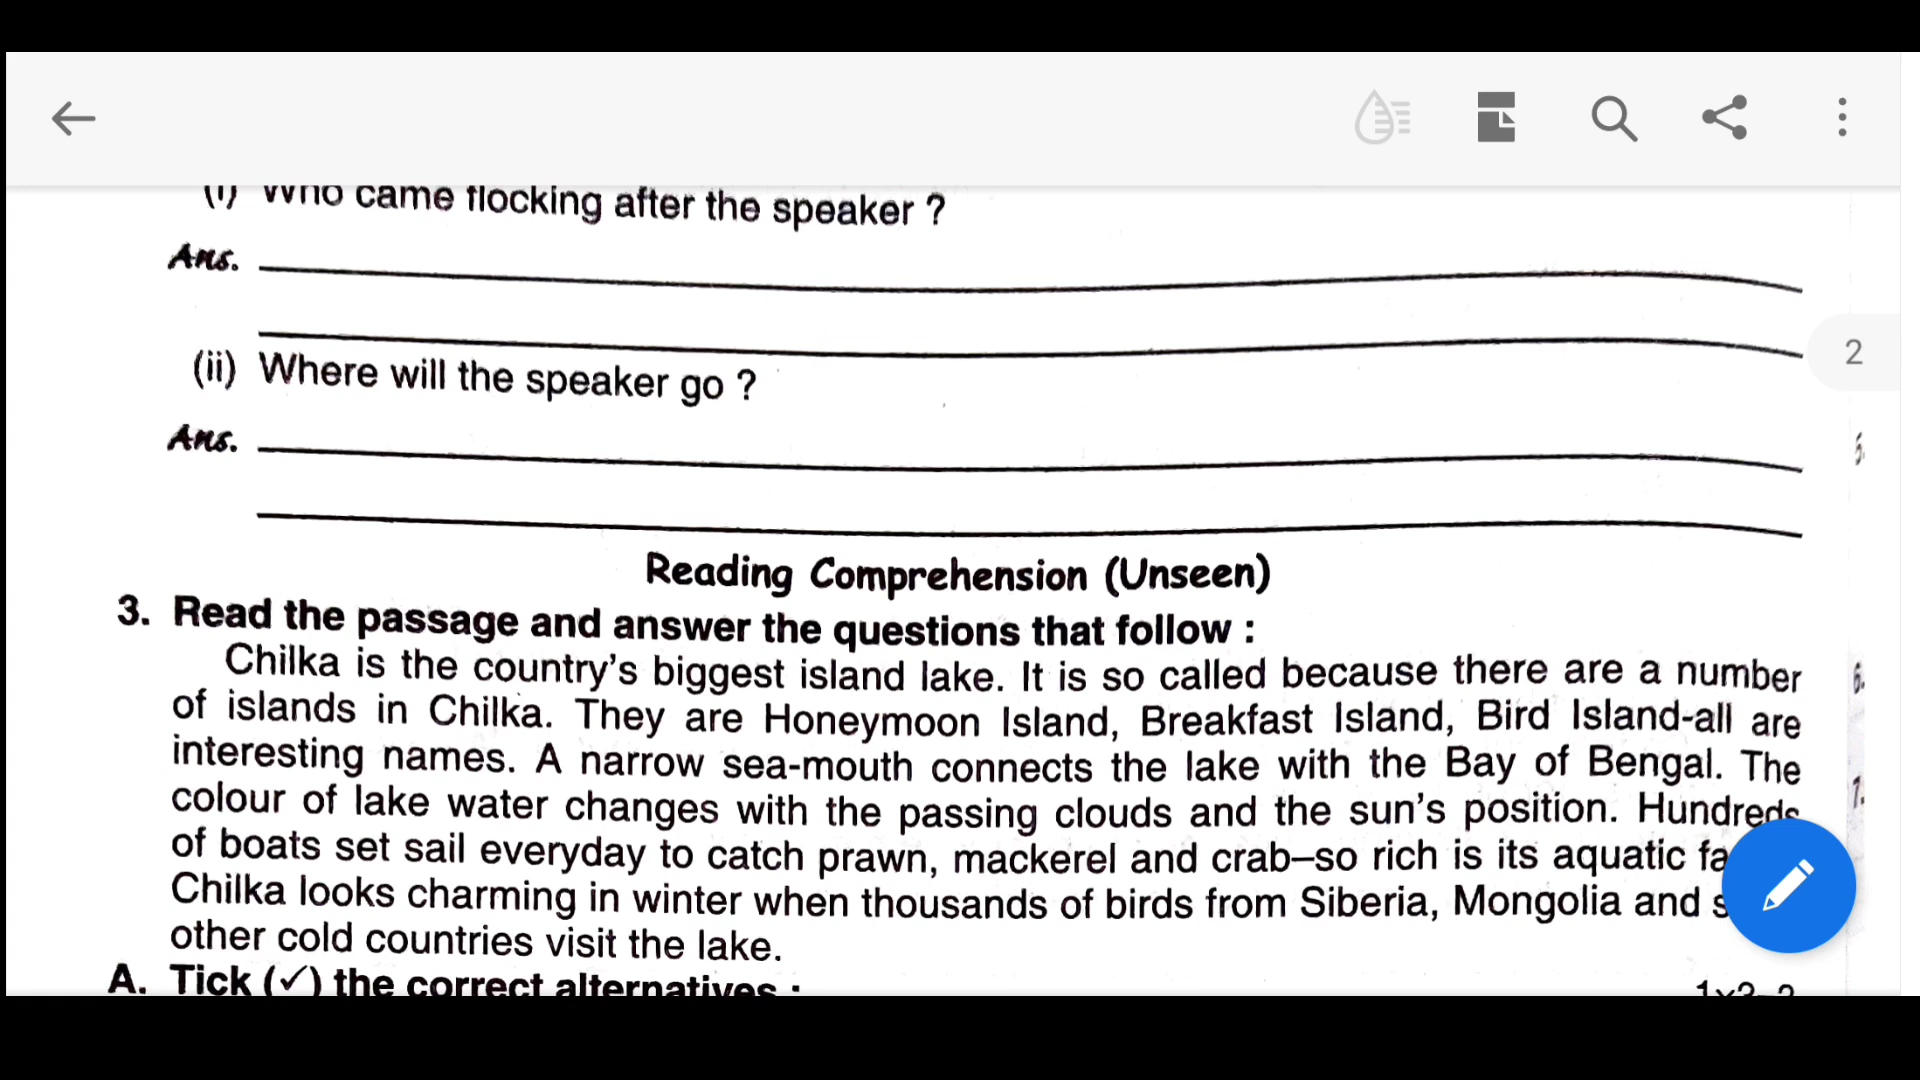 (i) Who came flocking after the speaker ?
Ans.
2
(ii) Where will the speaker go ?
5.
Ans.
Reading Comprehension (Unseen)
3. Read the passage and answer the questions that follow :
Chilka is the country's biggest island lake. It is so called because there are a number
6.
of islands in Chilka. They are Honeymoon Island, Breakfast Island, Bird Island-all are
interesting names. A narrow sea-mouth connects the lake with the Bay of Bengal. The
7.
colour of lake water changes with the passing clouds and the sun's position. Hundreds
of boats set sail everyday to catch prawn, mackerel and crab–so rich is its aquatic fa
Chilka looks charming in winter when thousands of birds from Siberia, Mongolia and s
other cold countries visit the lake.
A. Tick (✓) the correct alternatives :